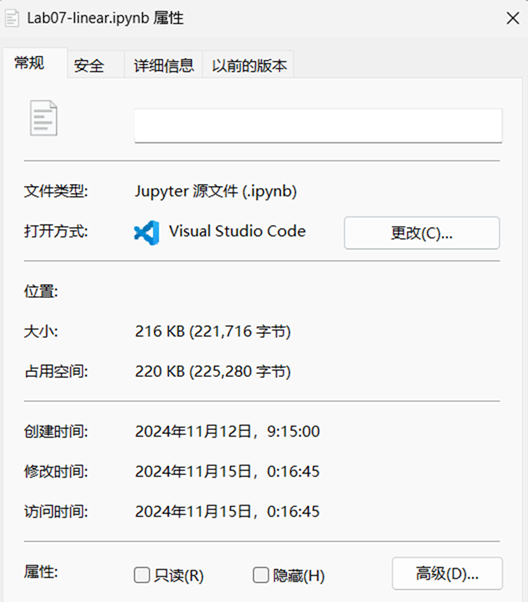 Lab07-linear.ipynb 属性
常规 安全 详细信息 以前的版本
文件类型: Jupyter 源文件 (.ipynb)
打开方式: Visual Studio Code 更改(C)...
位置:
大小: 216 KB (221,716 字节)
占用空间: 220 KB (225,280 字节)
创建时间: 2024年11月12日，9:15:00
修改时间: 2024年11月15日，0:16:45
访问时间: 2024年11月15日，0:16:45
属性: 只读(R) 隐藏(H) 高级(D)...